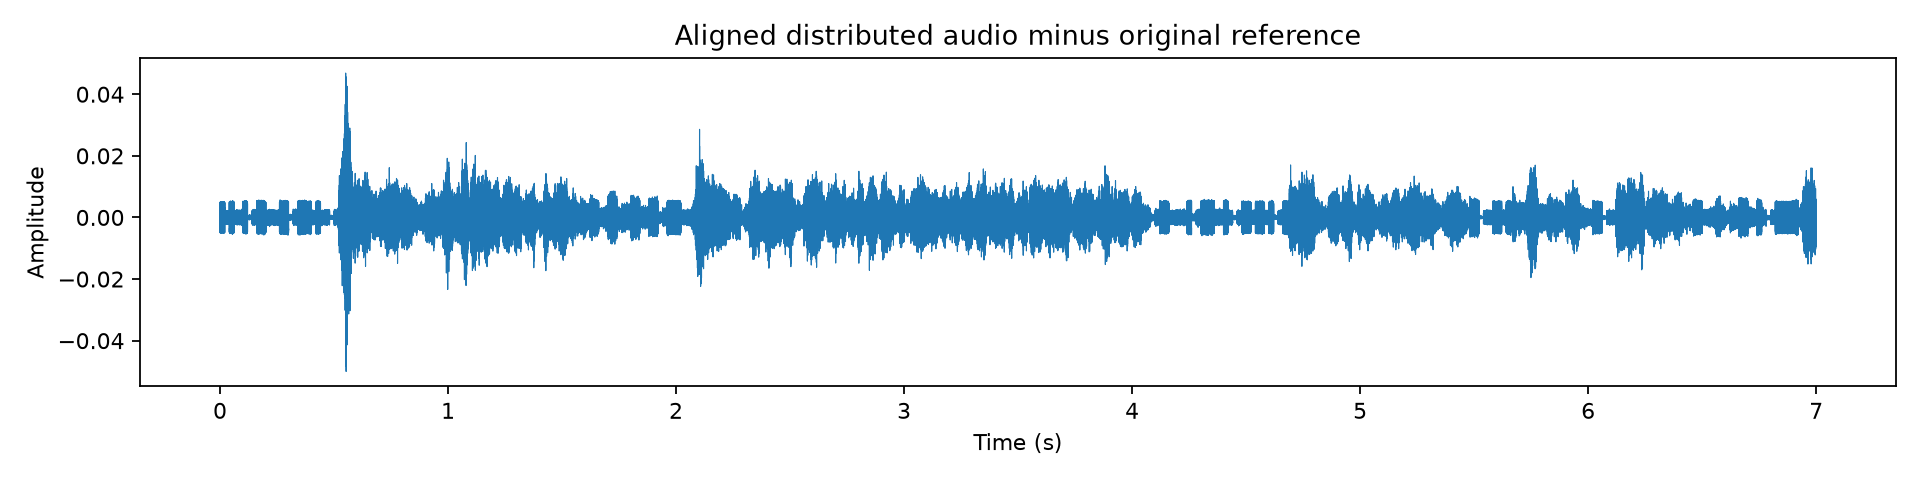 Aligned distributed audio minus original reference
Amplitude
0.04
0.02
0.00
−0.02
−0.04
0 1 2 3 4 5 6 7
Time (s)